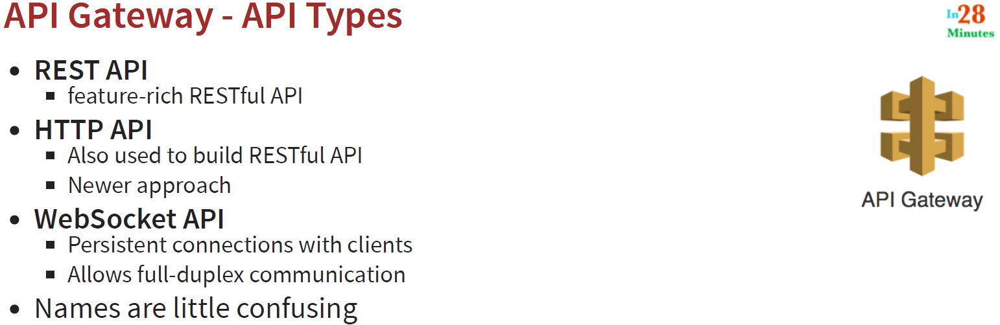 API Gateway - API Types
In28
Minutes
REST API
feature-rich RESTful API
HTTP API
Also used to build RESTful API
Newer approach
WebSocket API
Persistent connections with clients
Allows full-duplex communication
Names are little confusing
API Gateway